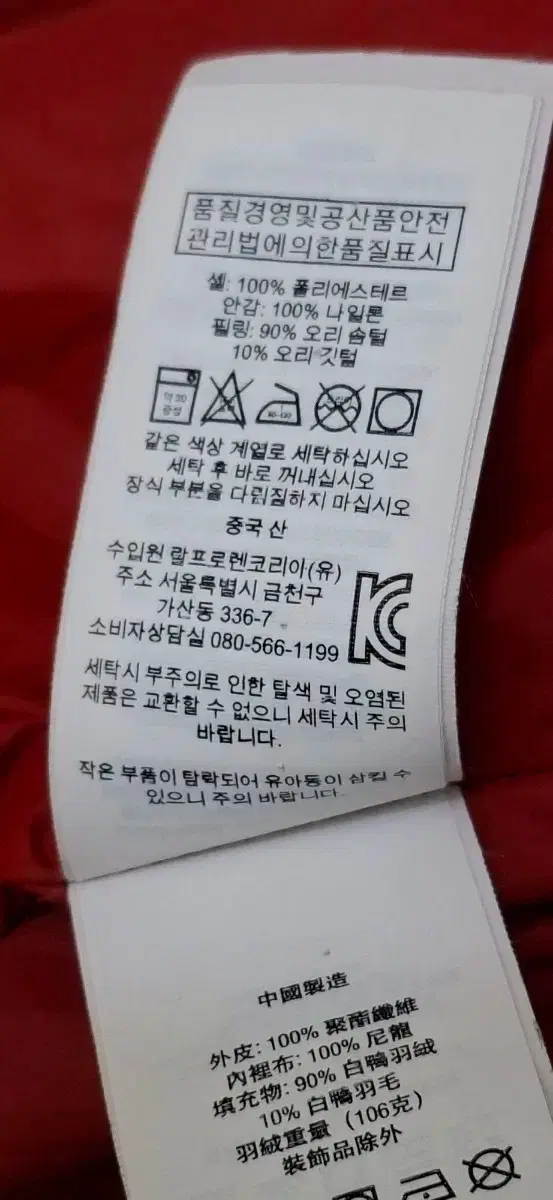 품질경영및공산품안전
관리법에의한품질표시
셸: 100% 폴리에스테르
안감: 100% 나일론
필링: 90% 오리 솜털
10% 오리 깃털
같은 색상 계열로 세탁하십시오
세탁 후 바로 꺼내십시오
장식 부분을 다림질하지 마십시오
중국 산
수입원 랄프로렌코리아(유)
주소 서울특별시 금천구
가산동 336-7
소비자상담실 080-566-1199
세탁시 부주의로 인한 탈색 및 오염된
제품은 교환할 수 없으니 세탁시 주의
바랍니다.
작은 부품이 탈락되어 유아동이 삼킬 수
있으니 주의 바랍니다.
中國製造
外皮: 100% 聚酯纖維
內裡布: 100% 尼龍
填充物: 90% 白鴨羽絨
10% 白鴨羽毛
羽絨重量 (106克)
裝飾品除外